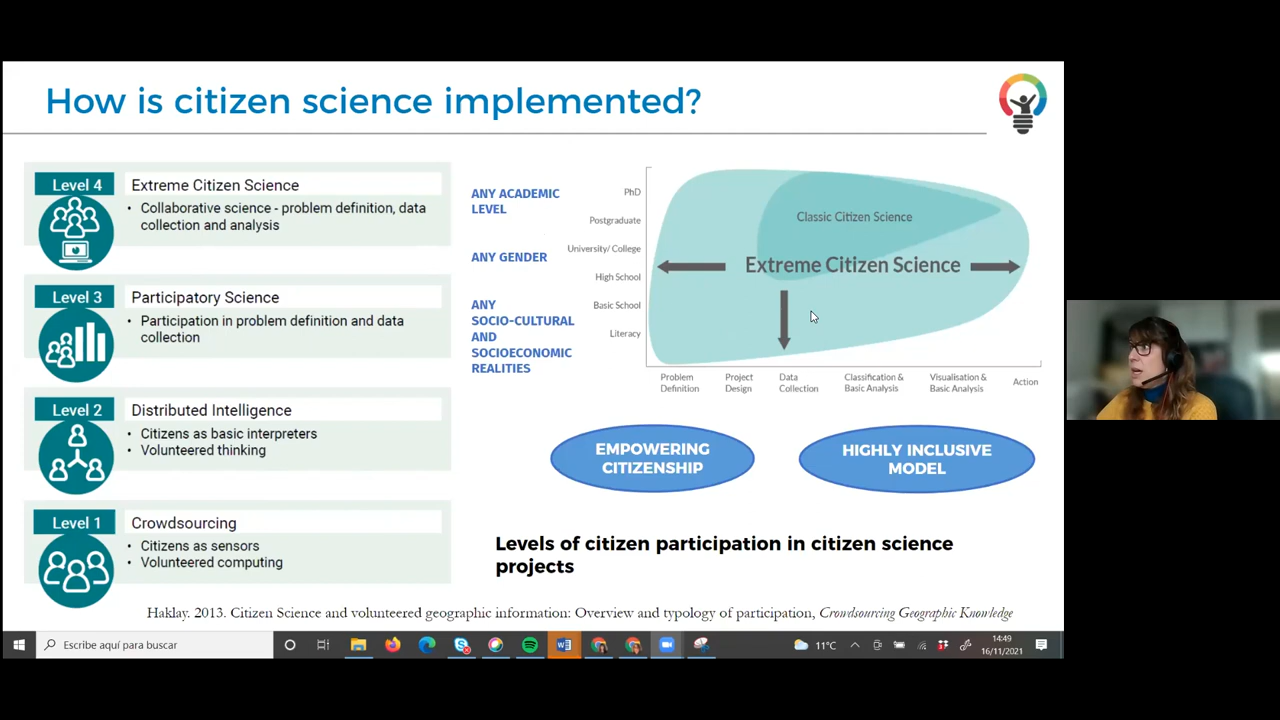 How is citizen science implemented?
Level 4
Extreme Citizen Science
• Collaborative science - problem definition, data
collection and analysis
Level 3
Participatory Science
• Participation in problem definition and data
collection
Level 2
Distributed Intelligence
• Citizens as basic interpreters
• Volunteered thinking
Level 1
Crowdsourcing
• Citizens as sensors
• Volunteered computing
ANY ACADEMIC
LEVEL
ANY GENDER
ANY
SOCIO-CULTURAL
AND
SOCIOECONOMIC
REALITIES
PhD
Postgraduate
University/ College
High School
Basic School
Literacy
Classic Citizen Science
Extreme Citizen Science
Problem
Definition
Project
Design
Data
Collection
Classification &
Basic Analysis
Visualisation &
Basic Analysis
Action
EMPOWERING
CITIZENSHIP
HIGHLY INCLUSIVE
MODEL
Levels of citizen participation in citizen science
projects
Haklay. 2013. Citizen Science and volunteered geographic information: Overview and typology of participation, Crowdsourcing Geographic Knowledge
Escribe aquí para buscar
11°C
14:49
16/11/2021